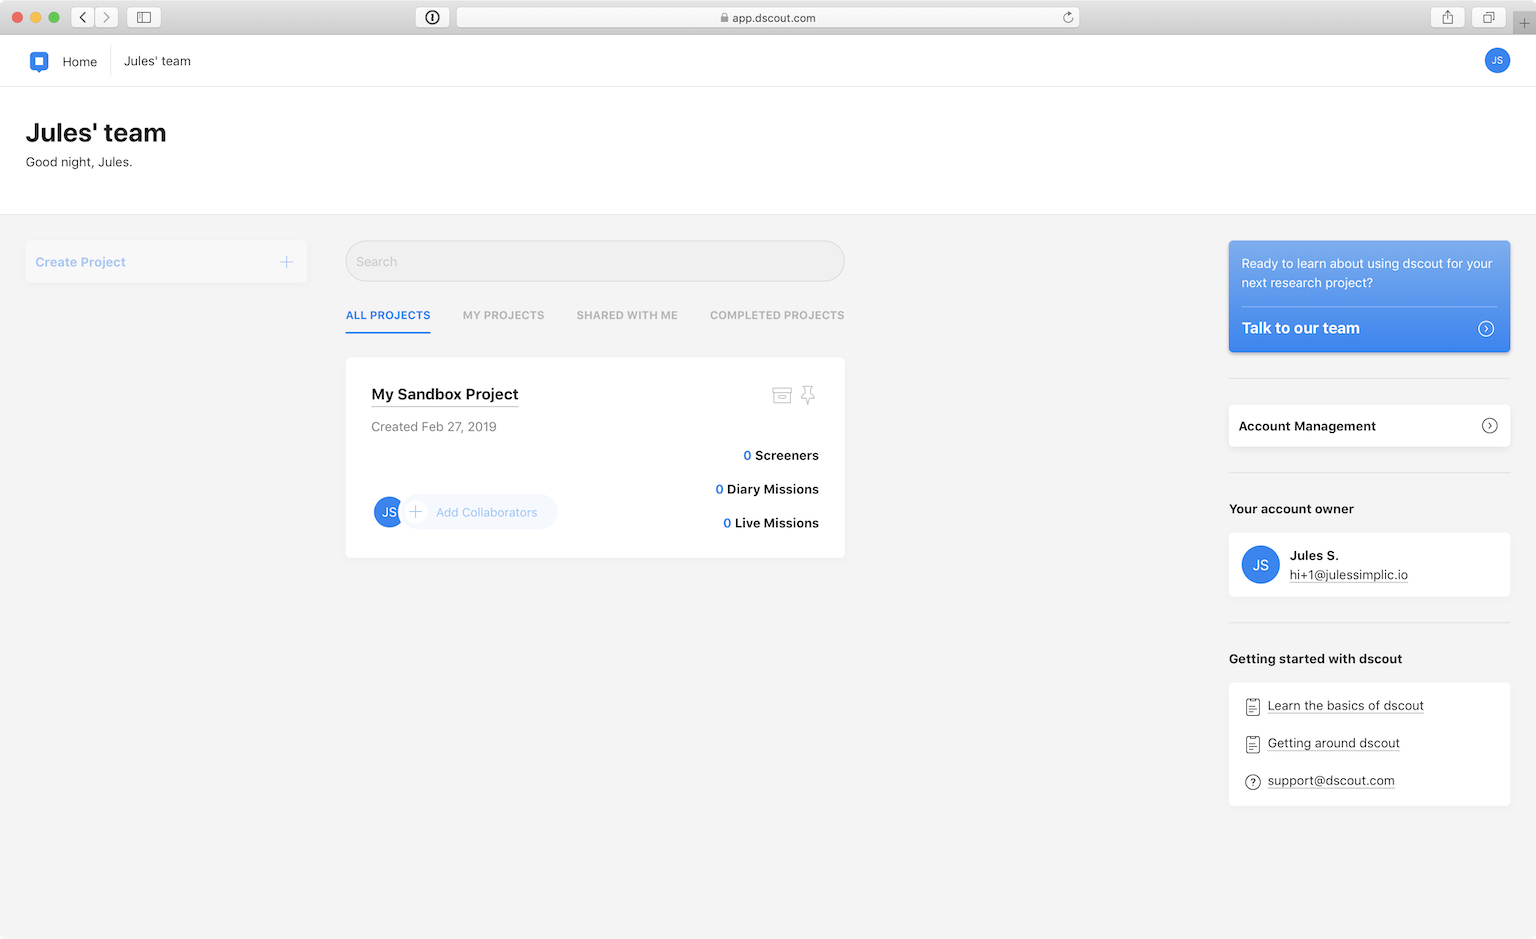 app.dscout.com
Home
Jules' team
JS
Jules' team
Good night, Jules.
Create Project
Search
ALL PROJECTS
MY PROJECTS
SHARED WITH ME
COMPLETED PROJECTS
My Sandbox Project
Created Feb 27, 2019
0 Screeners
0 Diary Missions
0 Live Missions
JS
Add Collaborators
Ready to learn about using dscout for your
next research project?
Talk to our team
Account Management
Your account owner
JS
Jules S.
hi+1@julessimplic.io
Getting started with dscout
Learn the basics of dscout
Getting around dscout
support@dscout.com